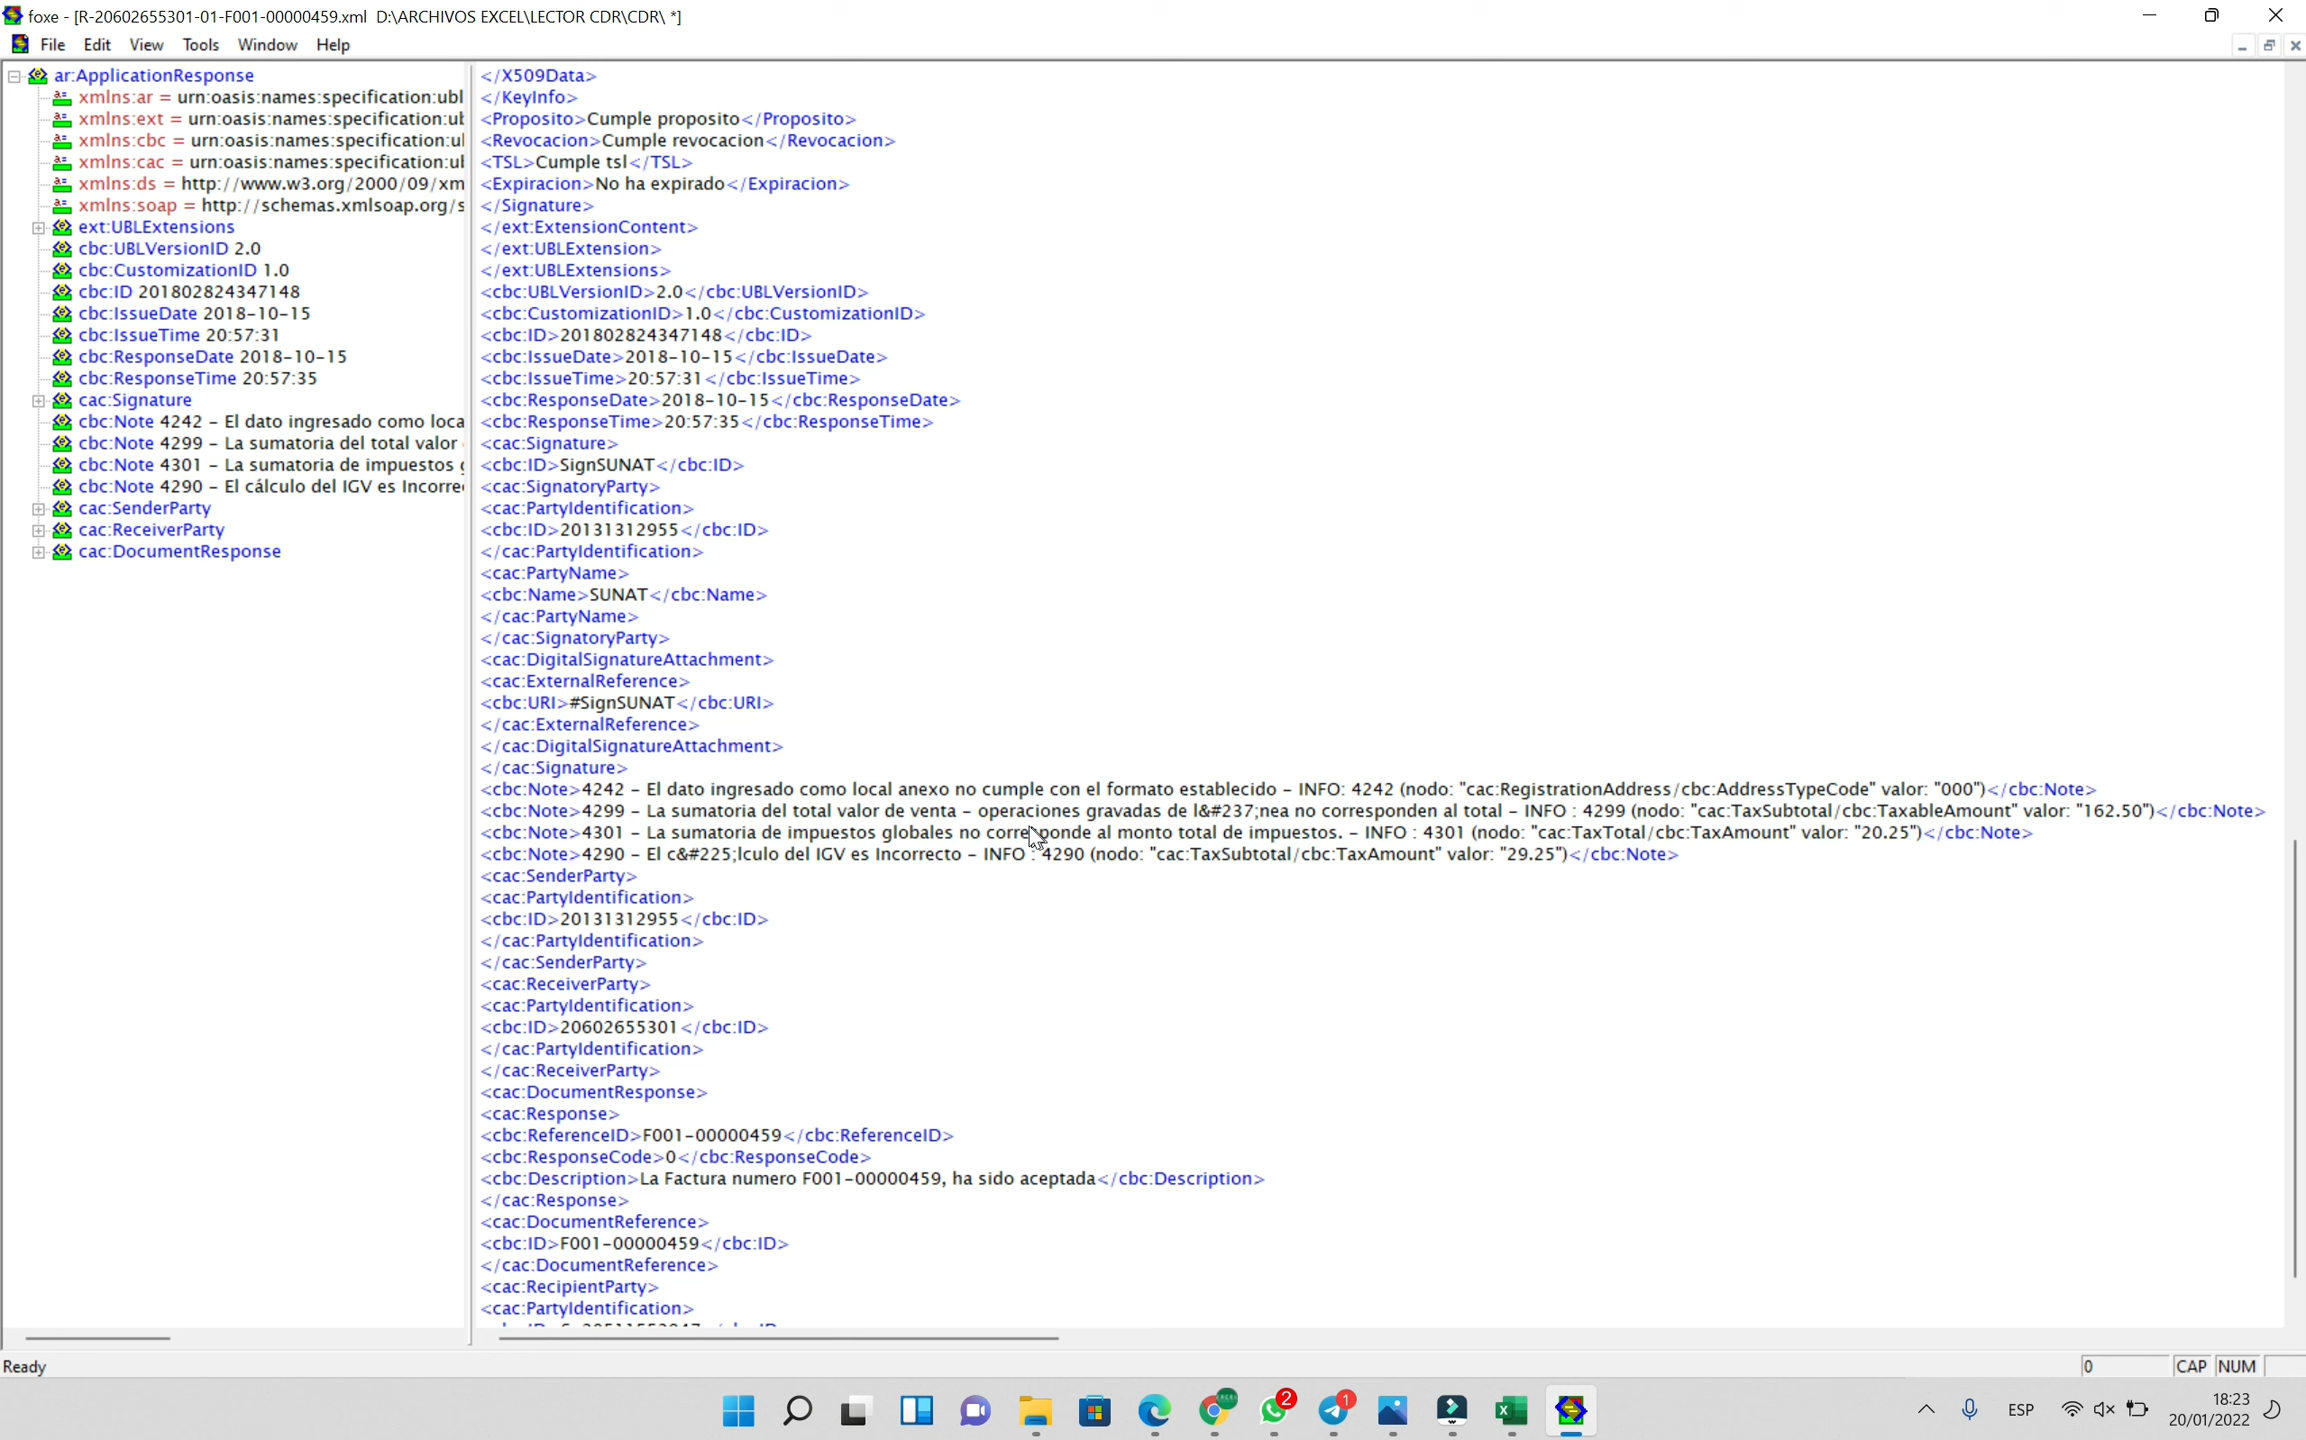 foxe - [R-20602655301-01-F001-00000459.xml  D:\ARCHIVOS EXCEL\LECTOR CDR\CDR\ *]
File Edit View Tools Window Help
ar:ApplicationResponse
xmlns:ar = urn:oasis:names:specification:ubl
xmlns:ext = urn:oasis:names:specification:ub
xmlns:cbc = urn:oasis:names:specification:ul
xmlns:cac = urn:oasis:names:specification:ub
xmlns:ds = http://www.w3.org/2000/09/xm
xmlns:soap = http://schemas.xmlsoap.org/s
ext:UBLExtensions
cbc:UBLVersionID 2.0
cbc:CustomizationID 1.0
cbc:ID 201802824347148
cbc:IssueDate 2018-10-15
cbc:IssueTime 20:57:31
cbc:ResponseDate 2018-10-15
cbc:ResponseTime 20:57:35
cac:Signature
cbc:Note 4242 - El dato ingresado como loca
cbc:Note 4299 - La sumatoria del total valor
cbc:Note 4301 - La sumatoria de impuestos g
cbc:Note 4290 - El cálculo del IGV es Incorre
cac:SenderParty
cac:ReceiverParty
cac:DocumentResponse
</X509Data>
</KeyInfo>
<Proposito>Cumple proposito</Proposito>
<Revocacion>Cumple revocacion</Revocacion>
<TSL>Cumple tsl</TSL>
<Expiracion>No ha expirado</Expiracion>
</Signature>
</ext:ExtensionContent>
</ext:UBLExtension>
</ext:UBLExtensions>
<cbc:UBLVersionID>2.0</cbc:UBLVersionID>
<cbc:CustomizationID>1.0</cbc:CustomizationID>
<cbc:ID>201802824347148</cbc:ID>
<cbc:IssueDate>2018-10-15</cbc:IssueDate>
<cbc:IssueTime>20:57:31</cbc:IssueTime>
<cbc:ResponseDate>2018-10-15</cbc:ResponseDate>
<cbc:ResponseTime>20:57:35</cbc:ResponseTime>
<cac:Signature>
<cbc:ID>SignSUNAT</cbc:ID>
<cac:SignatoryParty>
<cac:PartyIdentification>
<cbc:ID>20131312955</cbc:ID>
</cac:PartyIdentification>
<cac:PartyName>
<cbc:Name>SUNAT</cbc:Name>
</cac:PartyName>
</cac:SignatoryParty>
<cac:DigitalSignatureAttachment>
<cac:ExternalReference>
<cbc:URI>#SignSUNAT</cbc:URI>
</cac:ExternalReference>
</cac:DigitalSignatureAttachment>
</cac:Signature>
<cbc:Note>4242 - El dato ingresado como local anexo no cumple con el formato establecido - INFO: 4242 (nodo: "cac:RegistrationAddress/cbc:AddressTypeCode" valor: "000")</cbc:Note>
<cbc:Note>4299 - La sumatoria del total valor de venta - operaciones gravadas de l&#237;nea no corresponden al total - INFO : 4299 (nodo: "cac:TaxSubtotal/cbc:TaxableAmount" valor: "162.50")</cbc:Note>
<cbc:Note>4301 - La sumatoria de impuestos globales no corresponde al monto total de impuestos. - INFO : 4301 (nodo: "cac:TaxTotal/cbc:TaxAmount" valor: "20.25")</cbc:Note>
<cbc:Note>4290 - El c&#225;lculo del IGV es Incorrecto - INFO : 4290 (nodo: "cac:TaxSubtotal/cbc:TaxAmount" valor: "29.25")</cbc:Note>
<cac:SenderParty>
<cac:PartyIdentification>
<cbc:ID>20131312955</cbc:ID>
</cac:PartyIdentification>
</cac:SenderParty>
<cac:ReceiverParty>
<cac:PartyIdentification>
<cbc:ID>20602655301</cbc:ID>
</cac:PartyIdentification>
</cac:ReceiverParty>
<cac:DocumentResponse>
<cac:Response>
<cbc:ReferenceID>F001-00000459</cbc:ReferenceID>
<cbc:ResponseCode>0</cbc:ResponseCode>
<cbc:Description>La Factura numero F001-00000459, ha sido aceptada</cbc:Description>
</cac:Response>
<cac:DocumentReference>
<cbc:ID>F001-00000459</cbc:ID>
</cac:DocumentReference>
<cac:RecipientParty>
<cac:PartyIdentification>
Ready
0 CAP NUM
EXCEL
2
1
ESP
18:23
20/01/2022